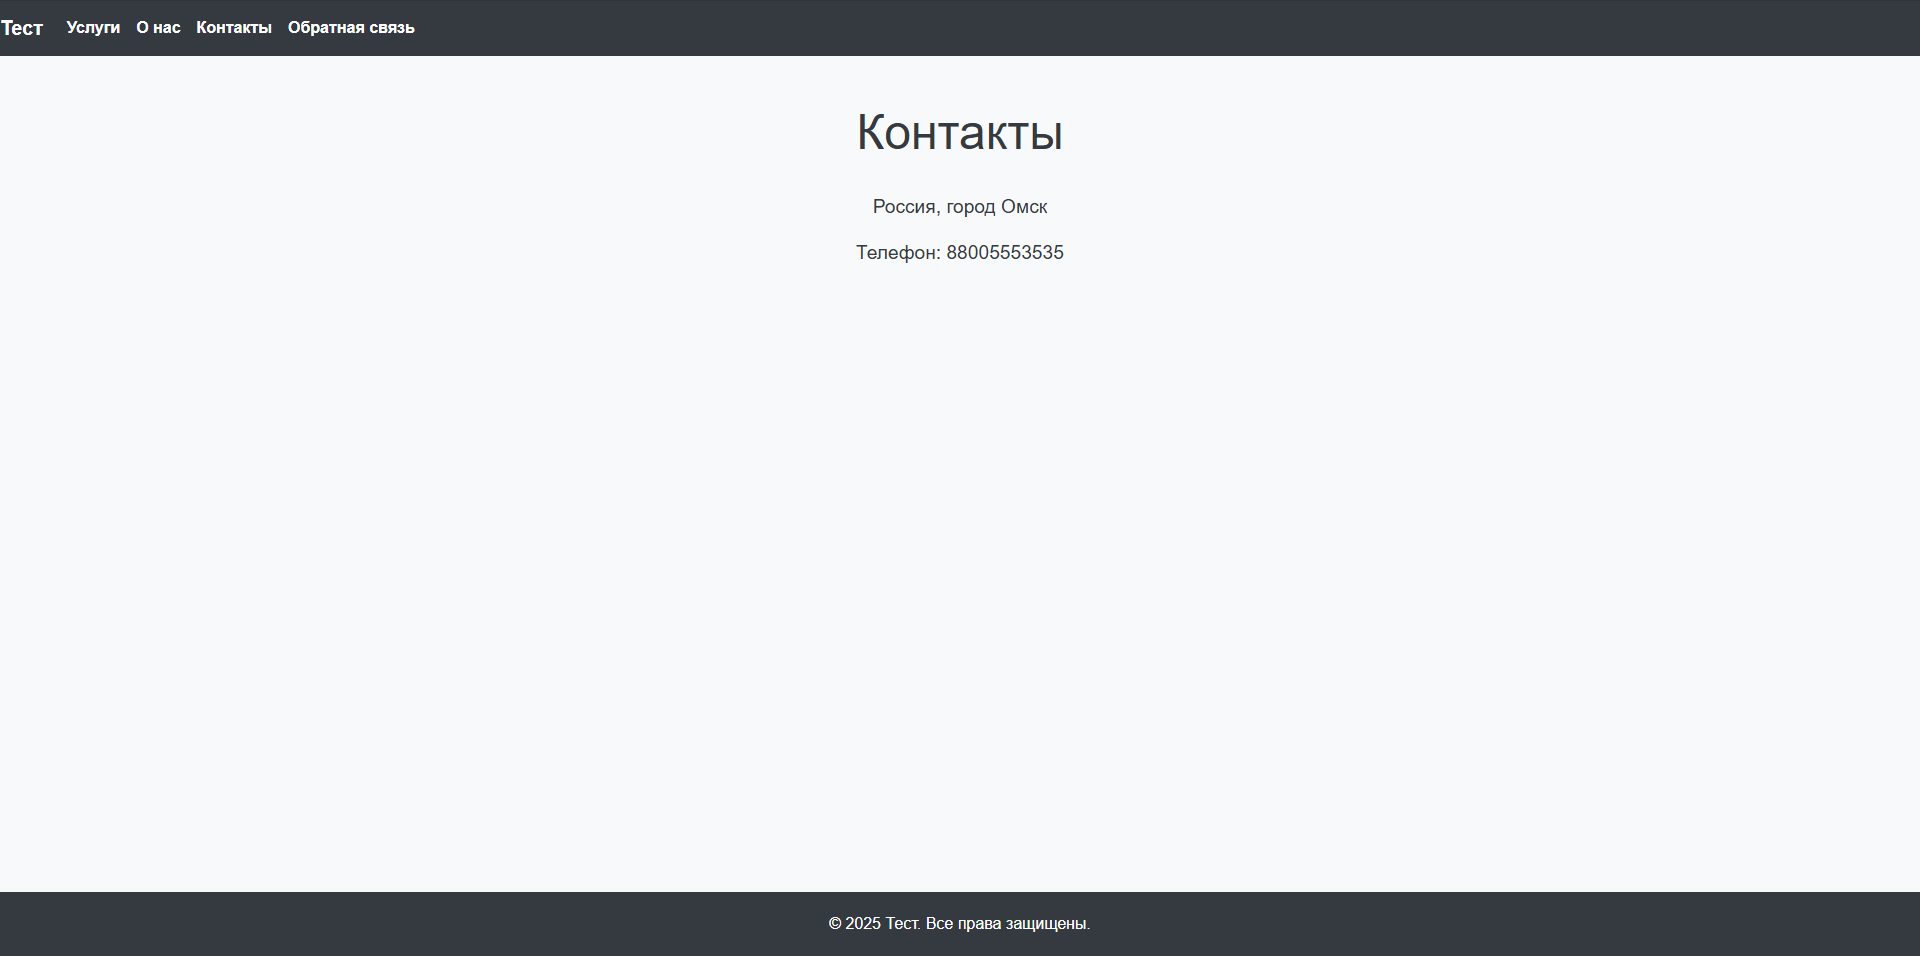 Тест Услуги О нас Контакты Обратная связь
Контакты
Россия, город Омск
Телефон: 88005553535
© 2025 Тест. Все права защищены.